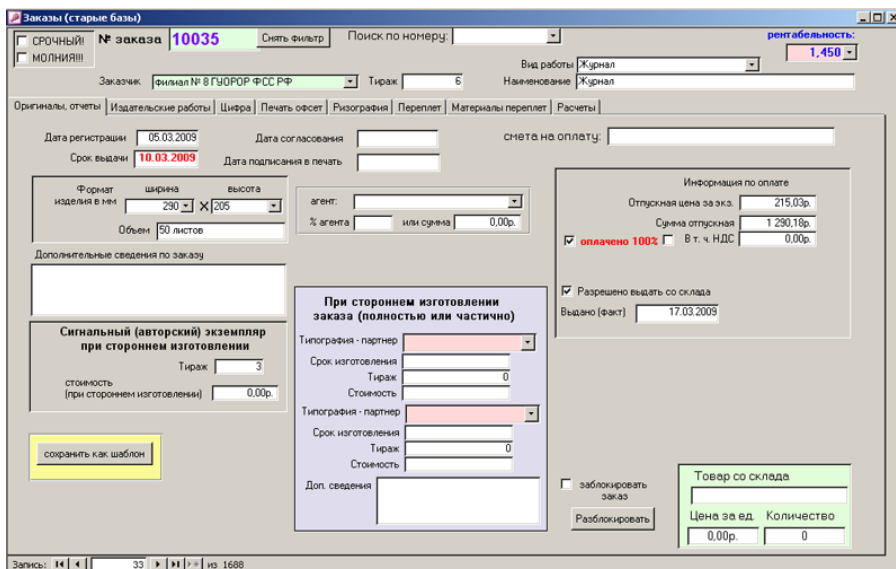 Заказы (старые базы)
СРОЧНЫЙ!
МОЛНИЯ!!!
№ заказа 10035
Снять фильтр
Поиск по номеру:
рентабельность:
1,450
Вид работы Журнал
Заказчик филиал № 8 ГУОРОР ФСС РФ
Тираж 6
Наименование Журнал
Оригиналы, отчеты Издательские работы Цифра Печать офсет Ризография Переплет Материалы переплет Расчеты
Дата регистрации 05.03.2009
Дата согласования
смета на оплату:
Срок выдачи 10.03.2009
Дата подписания в печать
Формат изделия в мм
ширина высота
290 X 205
Объем 50 листов
агент:
% агента или сумма 0,00р.
Информация по оплате
Отпускная цена за экз. 215,03р.
Сумма отпускная 1 290,18р.
оплачено 100% В т. ч. НДС 0,00р.
Разрешено выдать со склада
Выдано (факт) 17.03.2009
Дополнительные сведения по заказу
Сигнальный (авторский) экземпляр
при стороннем изготовлении
Тираж 3
стоимость
(при стороннем изготовлении) 0,00р.
При стороннем изготовлении
заказа (полностью или частично)
Типография - партнер
Срок изготовления
Тираж 0
Стоимость
Типография - партнер
Срок изготовления
Тираж 0
Стоимость
Доп. сведения
сохранить как шаблон
заблокировать
заказ
Разблокировать
Товар со склада
Цена за ед. Количество
0,00р. 0
Запись: 33 из 1688